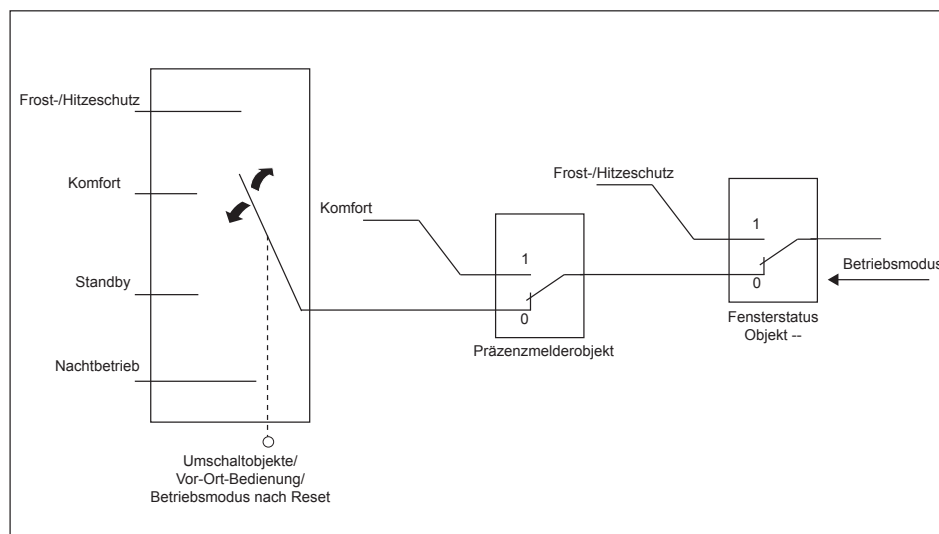 Frost-/Hitzeschutz
Komfort
Standby
Nachtbetrieb
Umschaltobjekte/
Vor-Ort-Bedienung/
Betriebsmodus nach Reset
Komfort
1
0
Präzenzmelderobjekt
Frost-/Hitzeschutz
1
0
Fensterstatus
Objekt --
Betriebsmodus